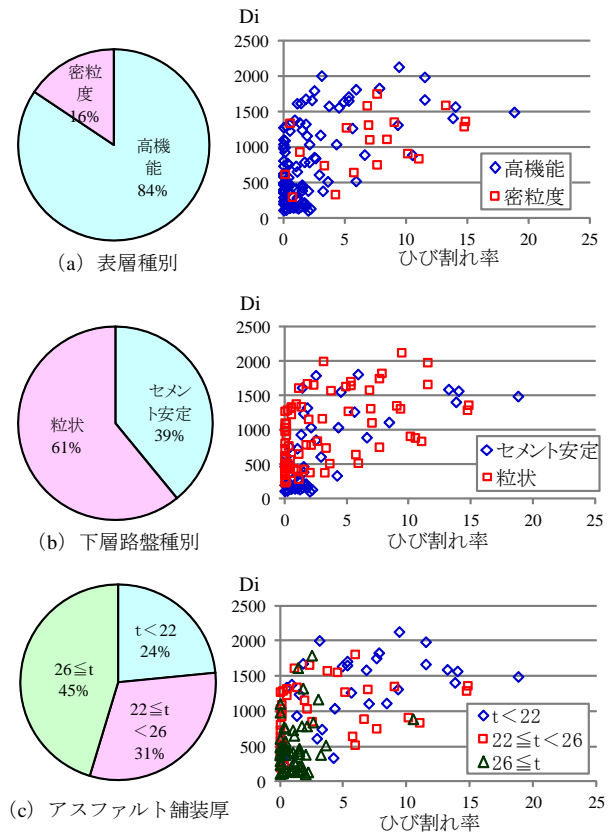 Di
密粒
度
16%
高機
能
84%
2500
2000
1500
1000
500
0
0
5
10
15
20
25
高機能
密粒度
ひび割れ率
(a) 表層種別
Di
粒状
61%
セメ
ント安定
39%
2500
2000
1500
1000
500
0
0
5
10
15
20
25
セメント安定
粒状
ひび割れ率
(b) 下層路盤種別
Di
26≦t
45%
t<22
24%
22≦t
<26
31%
2500
2000
1500
1000
500
0
0
5
10
15
20
25
t<22
22≦t<26
26≦t
ひび割れ率
(c) アスファルト舗装厚